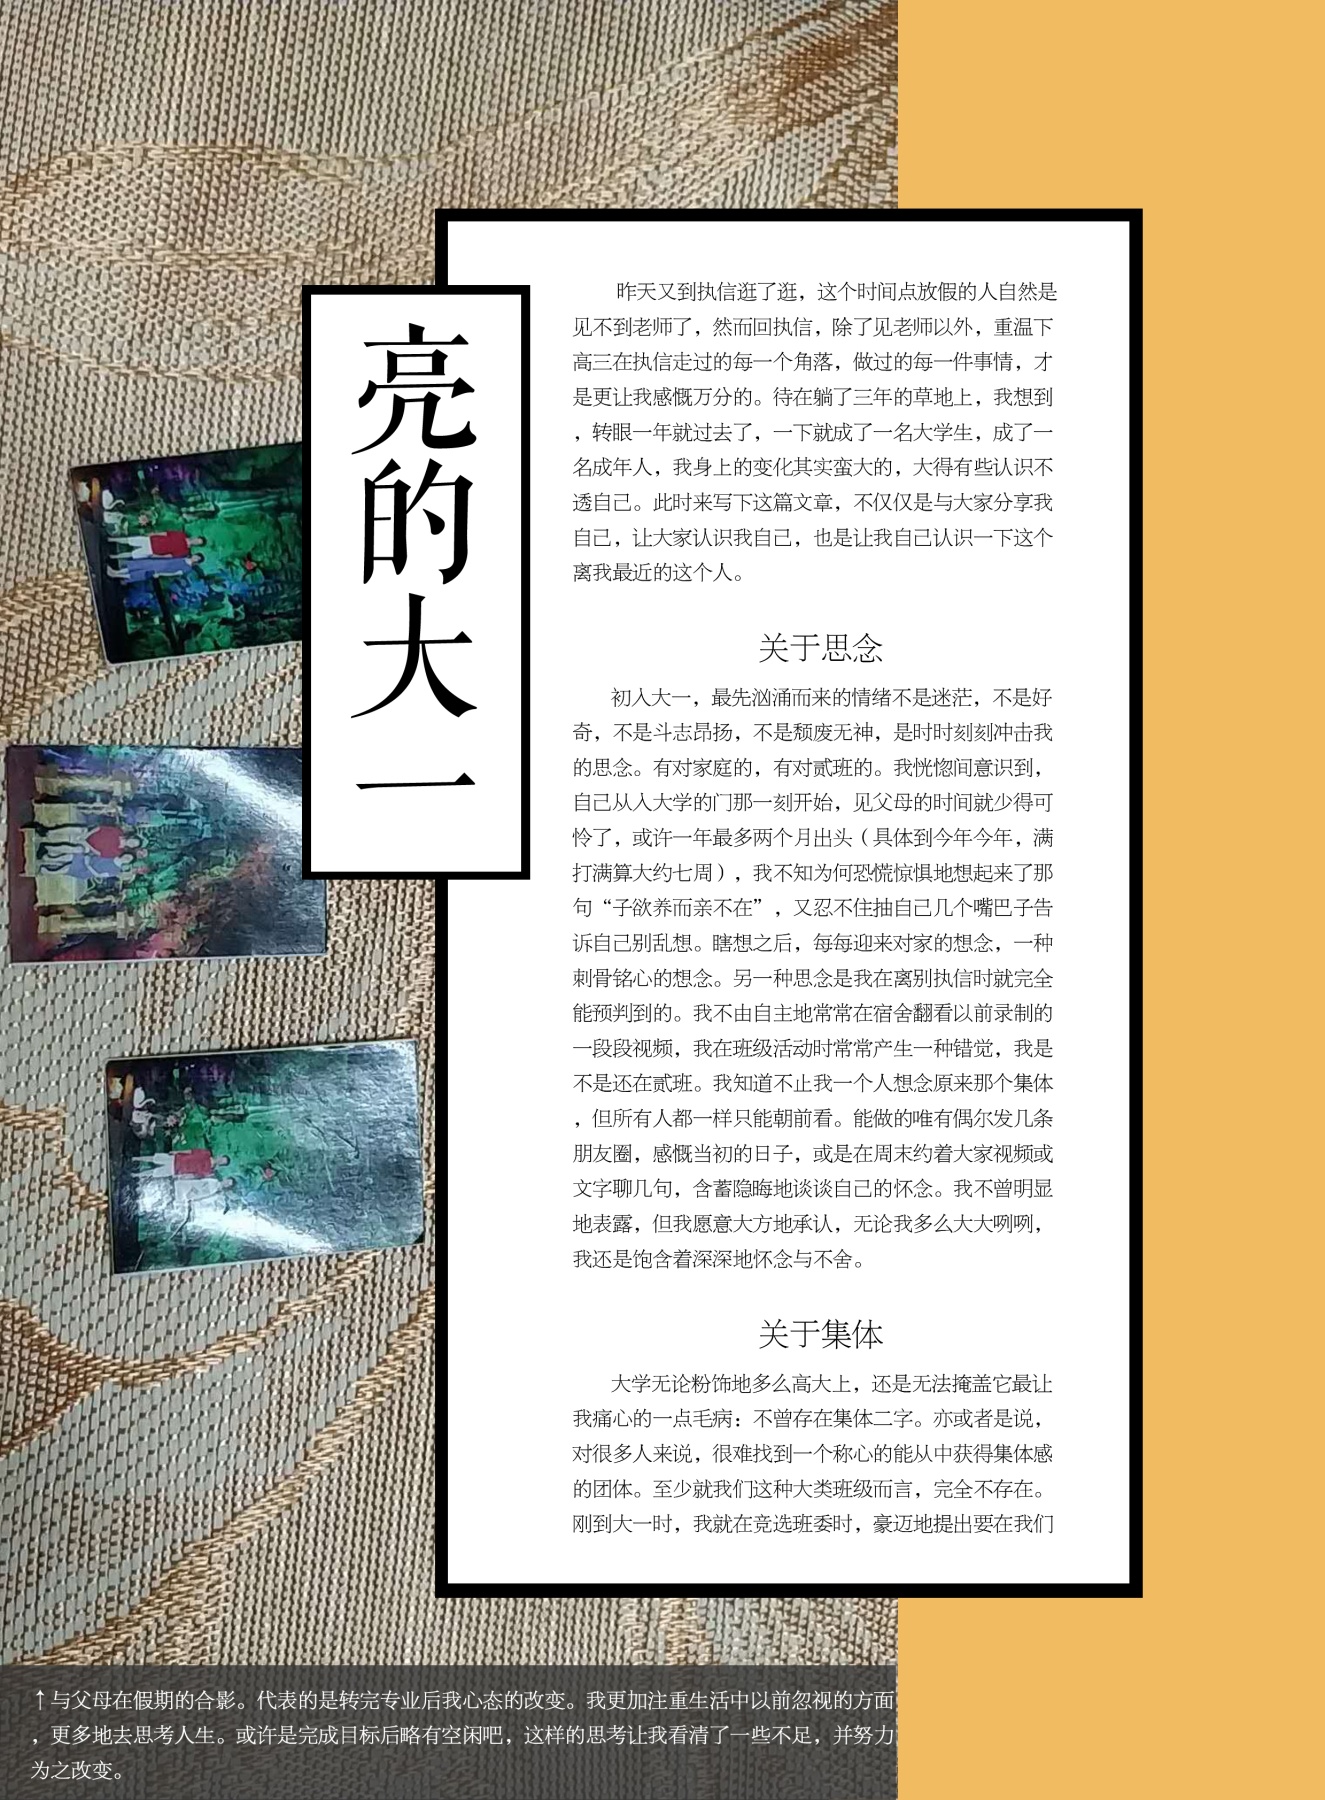 亮的大一
昨天又到执信逛了逛，这个时间点放假的人自然是
见不到老师了，然而回执信，除了见老师以外，重温下
高三在执信走过的每一个角落，做过的每一件事情，才
是更让我感慨万分的。待在躺了三年的草地上，我想到
，转眼一年就过去了，一下就成了一名大学生，成了一
名成年人，我身上的变化其实蛮大的，大得有些认识不
透自己。此时来写下这篇文章，不仅仅是与大家分享我
自己，让大家认识我自己，也是让我自己认识一下这个
离我最近的这个人。
关于思念
初入大一，最先汹涌而来的情绪不是迷茫，不是好
奇，不是斗志昂扬，不是颓废无神，是时时刻刻冲击我
的思念。有对家庭的，有对贰班的。我恍惚间意识到，
自己从入大学的门那一刻开始，见父母的时间就少得可
怜了，或许一年最多两个月出头（具体到今年今年，满
打满算大约七周），我不知为何恐慌惊惧地想起来了那
句“子欲养而亲不在”，又忍不住抽自己几个嘴巴子告
诉自己别乱想。瞎想之后，每每迎来对家的想念，一种
刺骨铭心的想念。另一种思念是我在离别执信时就完全
能预判到的。我不由自主地常常在宿舍翻看以前录制的
一段段视频，我在班级活动时常常产生一种错觉，我是
不是还在贰班。我知道不止我一个人想念原来那个集体
，但所有人都一样只能朝前看。能做的唯有偶尔发几条
朋友圈，感慨当初的日子，或是在周末约着大家视频或
文字聊几句，含蓄隐晦地谈谈自己的怀念。我不曾明显
地表露，但我愿意大方地承认，无论我多么大大咧咧，
我还是饱含着深深地怀念与不舍。
关于集体
大学无论粉饰地多么高大上，还是无法掩盖它最让
我痛心的一点毛病：不曾存在集体二字。亦或者是说，
对很多人来说，很难找到一个称心的能从中获得集体感
的团体。至少就我们这种大类班级而言，完全不存在。
刚到大一时，我就在竞选班委时，豪迈地提出要在我们
↑与父母在假期的合影。代表的是转完专业后我心态的改变。我更加注重生活中以前忽视的方面
，更多地去思考人生。或许是完成目标后略有空闲吧，这样的思考让我看清了一些不足，并努力
为之改变。